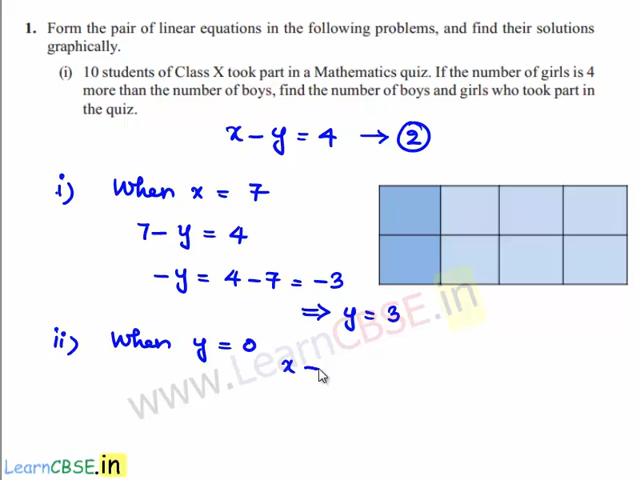 1. Form the pair of linear equations in the following problems, and find their solutions
graphically.
(i) 10 students of Class X took part in a Mathematics quiz. If the number of girls is 4
more than the number of boys, find the number of boys and girls who took part in
the quiz.
x - y = 4 → ②
i) When x = 7
7 - y = 4
-y = 4 - 7 = -3
⇒ y = 3
ii) When y = 0
x -
www.LearnCBSE.in
LearnCBSE.in